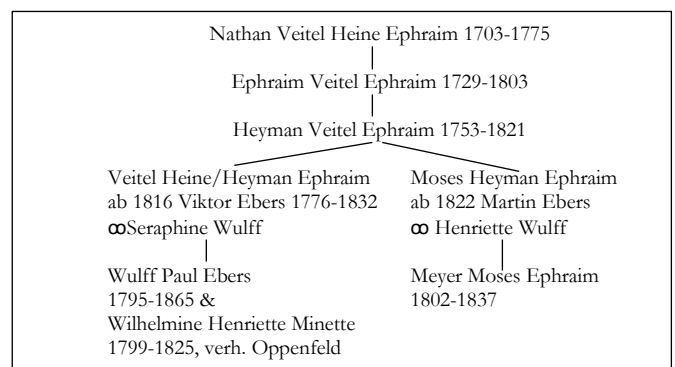 Nathan Veitel Heine Ephraim 1703-1775
Ephraim Veitel Ephraim 1729-1803
Heyman Veitel Ephraim 1753-1821
Veitel Heine/Heyman Ephraim
ab 1816 Viktor Ebers 1776-1832
ꝏSeraphine Wulff
Wulff Paul Ebers
1795-1865 &
Wilhelmine Henriette Minette
1799-1825, verh. Oppenfeld
Moses Heyman Ephraim
ab 1822 Martin Ebers
ꝏ Henriette Wulff
Meyer Moses Ephraim
1802-1837